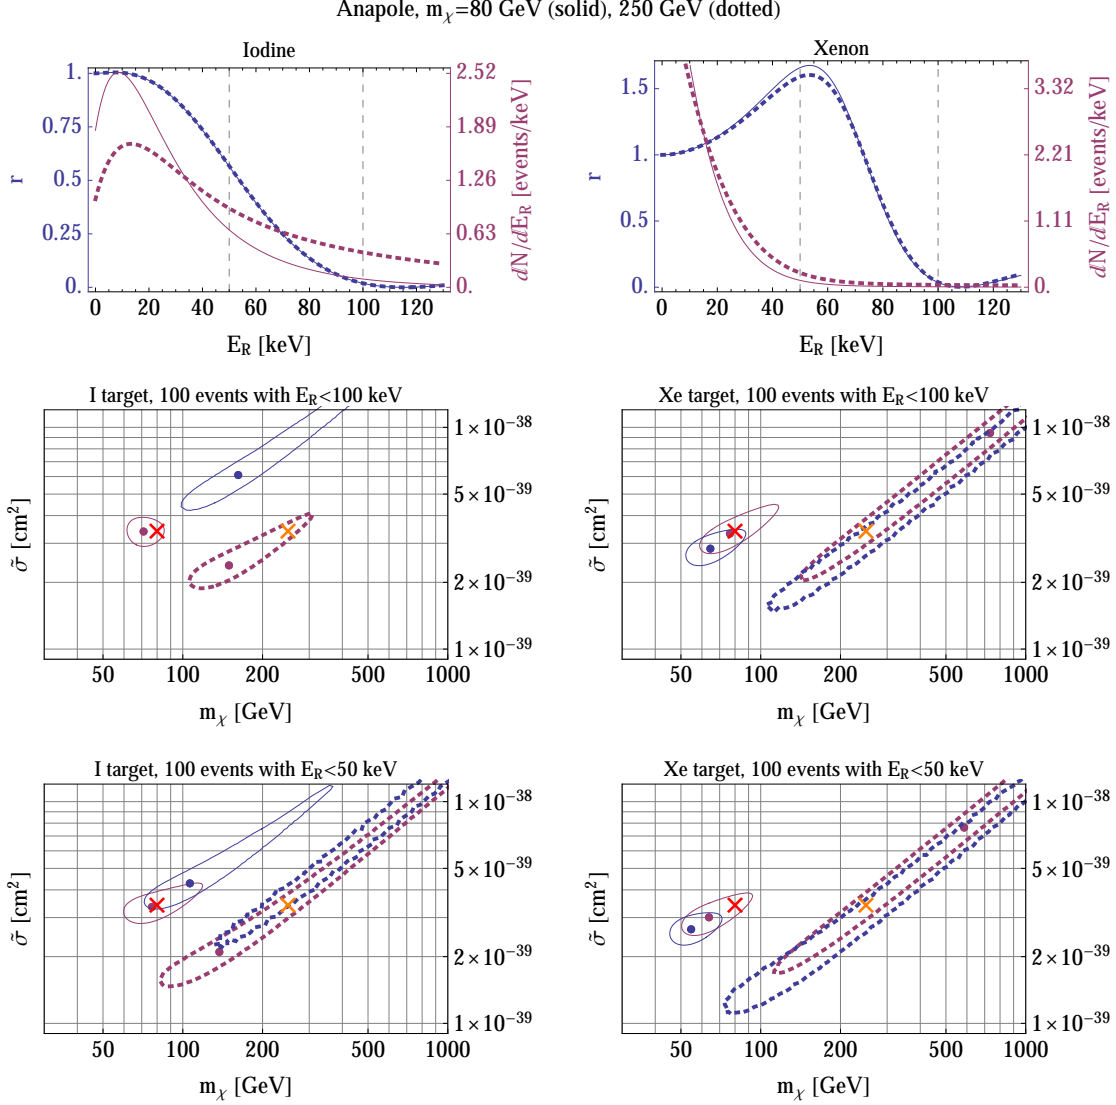 Anapole, mχ=80 GeV (solid), 250 GeV (dotted)
Iodine
1.
0.75
0.5
0.25
0.
r
2.52
1.89
1.26
0.63
0.
dN/dE_R [events/keV]
0 20 40 60 80 100 120
E_R [keV]
Xenon
1.5
1.
0.5
0.
r
3.32
2.21
1.11
0.
dN/dE_R [events/keV]
0 20 40 60 80 100 120
E_R [keV]
I target, 100 events with E_R<100 keV
σ̃ [cm²]
1×10⁻³⁸
5×10⁻³⁹
2×10⁻³⁹
1×10⁻³⁹
50 100 200 500 1000
mχ [GeV]
Xe target, 100 events with E_R<100 keV
σ̃ [cm²]
1×10⁻³⁸
5×10⁻³⁹
2×10⁻³⁹
1×10⁻³⁹
50 100 200 500 1000
mχ [GeV]
I target, 100 events with E_R<50 keV
σ̃ [cm²]
1×10⁻³⁸
5×10⁻³⁹
2×10⁻³⁹
1×10⁻³⁹
50 100 200 500 1000
mχ [GeV]
Xe target, 100 events with E_R<50 keV
σ̃ [cm²]
1×10⁻³⁸
5×10⁻³⁹
2×10⁻³⁹
1×10⁻³⁹
50 100 200 500 1000
mχ [GeV]